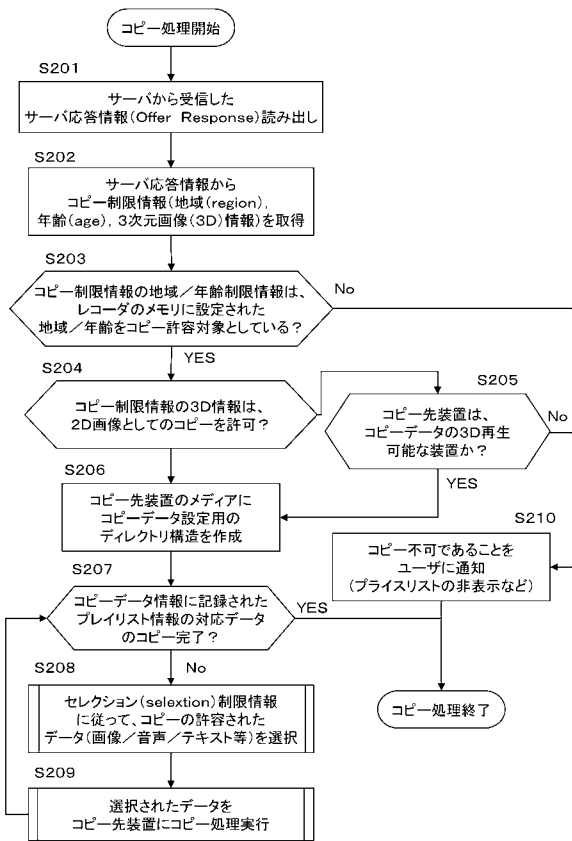 コピー処理開始
S201
サーバから受信した
サーバ応答情報(Offer Response)読み出し
S202
サーバ応答情報から
コピー制限情報(地域(region),
年齢(age), 3次元画像(3D)情報)を取得
S203
コピー制限情報の地域/年齢制限情報は、
レコーダのメモリに設定された
地域/年齢をコピー許容対象としている?
No
YES
S204
コピー制限情報の3D情報は、
2D画像としてのコピーを許可?
S205
コピー先装置は、
コピーデータの3D再生
可能な装置か?
No
YES
S206
コピー先装置のメディアに
コピーデータ設定用の
ディレクトリ構造を作成
S210
コピー不可であることを
ユーザに通知
(プライスリストの非表示など)
S207
コピーデータ情報に記録された
プレイリスト情報の対応データ
のコピー完了?
YES
No
S208
セレクション(selextion)制限情報
に従って、コピーの許容された
データ(画像/音声/テキスト等)を選択
コピー処理終了
S209
選択されたデータを
コピー先装置にコピー処理実行